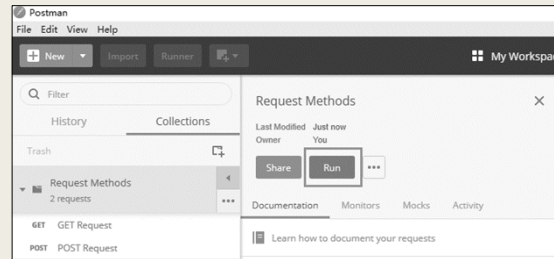 Postman
File Edit View Help
New Import Runner
My Workspac
Filter
History Collections
Trash
Request Methods
2 requests
GET GET Request
POST POST Request
Request Methods
Last Modified Just now
Owner You
Share Run
Documentation Monitors Mocks Activity
Learn how to document your requests